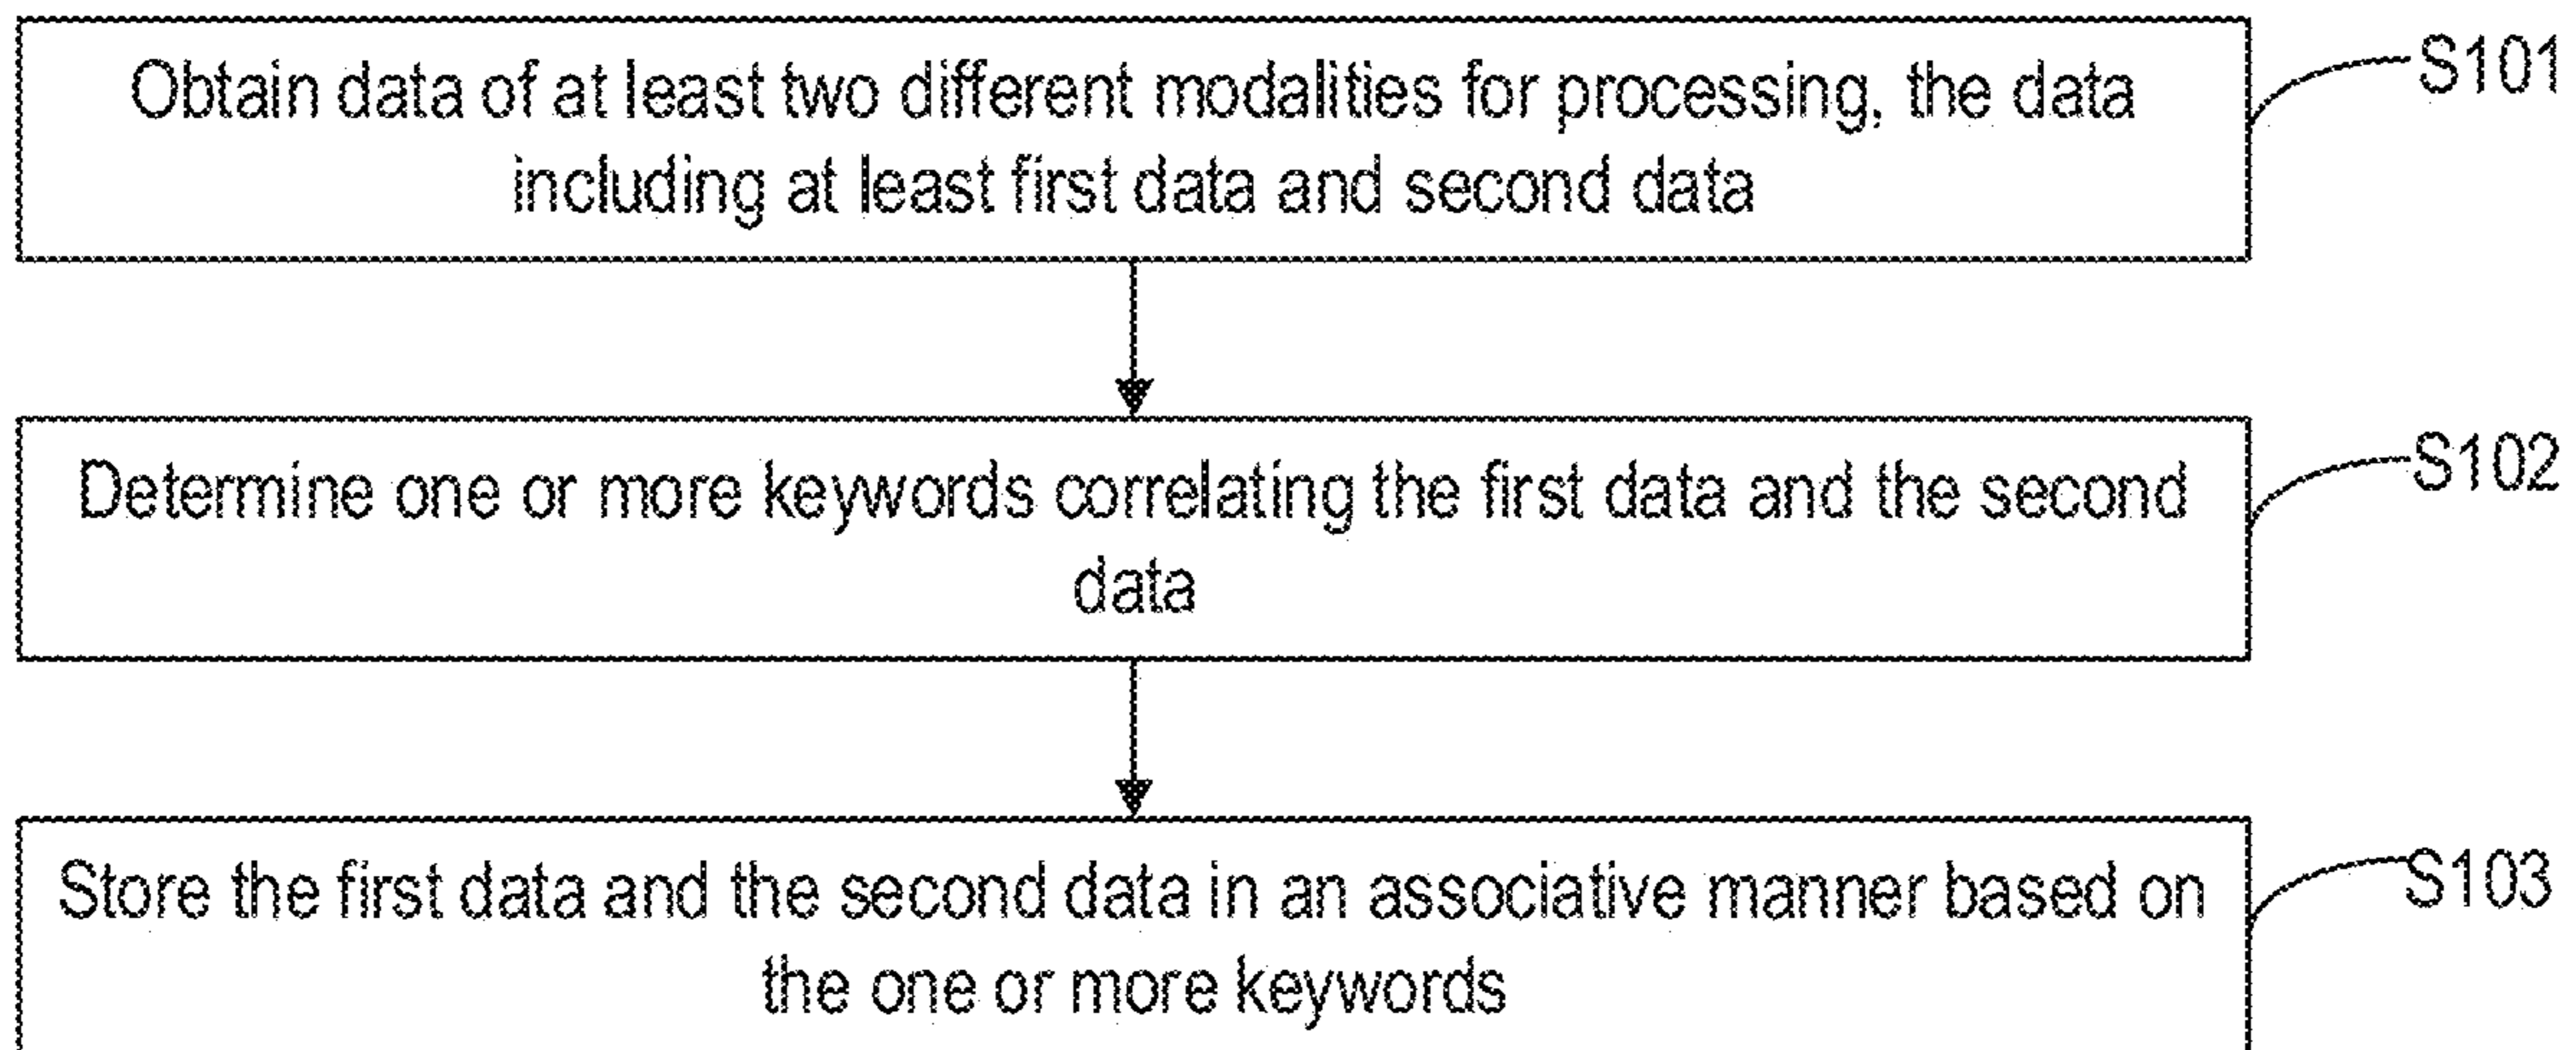 Obtain data of at least two different modalities for processing, the data
including at least first data and second data
S101
Determine one or more keywords correlating the first data and the second
data
S102
Store the first data and the second data in an associative manner based on
the one or more keywords
S103